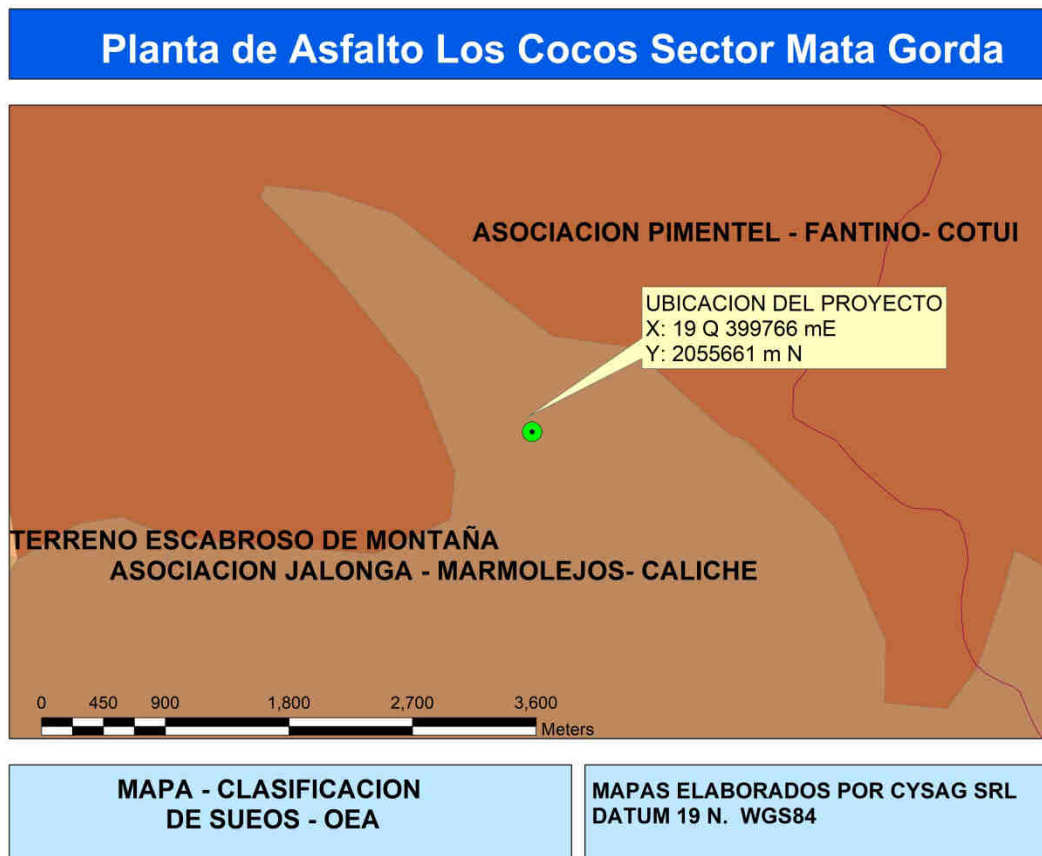 Planta de Asfalto Los Cocos Sector Mata Gorda
ASOCIACION PIMENTEL - FANTINO- COTUI
UBICACION DEL PROYECTO
X: 19 Q 399766 mE
Y: 2055661 m N
TERRENO ESCABROSO DE MONTAÑA
ASOCIACION JALONGA - MARMOLEJOS- CALICHE
0 450 900 1,800 2,700 3,600
Meters
MAPA - CLASIFICACION
DE SUEOS - OEA
MAPAS ELABORADOS POR CYSAG SRL
DATUM 19 N. WGS84